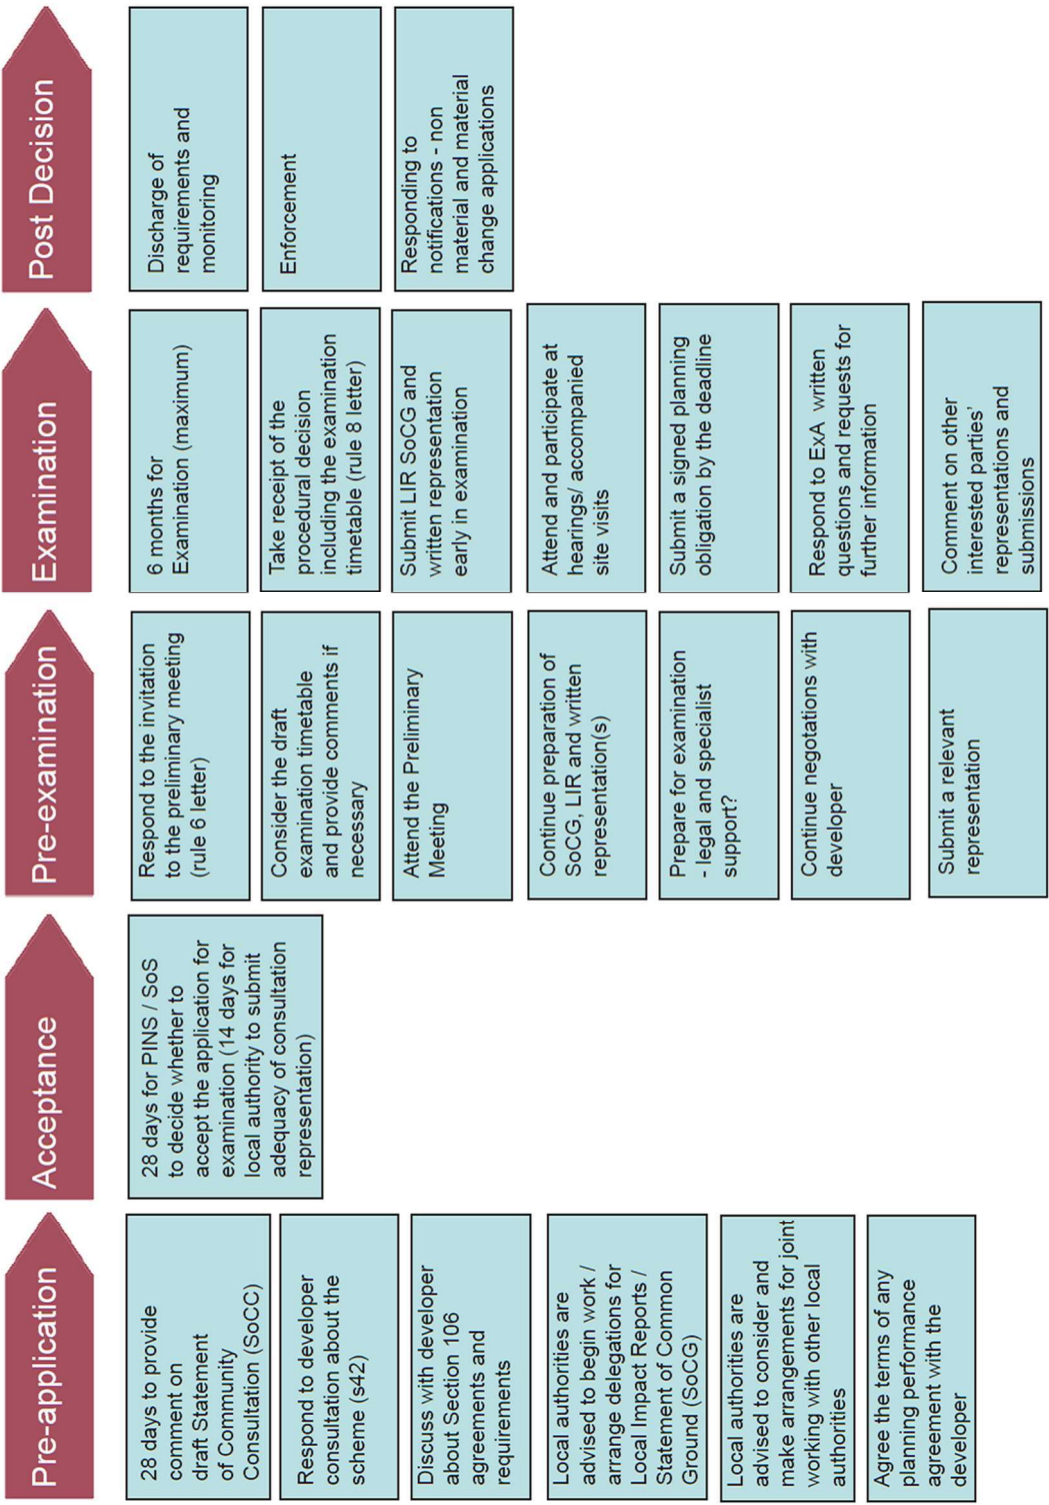 Pre-application
28 days to provide
comment on
draft Statement
of Community
Consultation (SoCC)
Respond to developer
consultation about the
scheme (s42)
Discuss with developer
about Section 106
agreements and
requirements
Local authorities are
advised to begin work /
arrange delegations for
Local Impact Reports /
Statement of Common
Ground (SoCG)
Local authorities are
advised to consider and
make arrangements for joint
working with other local
authorities
Agree the terms of any
planning performance
agreement with the
developer
Acceptance
28 days for PINS / SoS
to decide whether to
accept the application for
examination (14 days for
local authority to submit
adequacy of consultation
representation)
Pre-examination
Respond to the invitation
to the preliminary meeting
(rule 6 letter)
Consider the draft
examination timetable
and provide comments if
necessary
Attend the Preliminary
Meeting
Continue preparation of
SoCG, LIR and written
representation(s)
Prepare for examination
- legal and specialist
support?
Continue negotations with
developer
Submit a relevant
representation
Examination
6 months for
Examination (maximum)
Take receipt of the
procedural decision
including the examination
timetable (rule 8 letter)
Submit LIR SoCG and
written representation
early in examination
Attend and participate at
hearings/ accompanied
site visits
Submit a signed planning
obligation by the deadline
Respond to ExA written
questions and requests for
further information
Comment on other
interested parties'
representations and
submissions
Post Decision
Discharge of
requirements and
monitoring
Enforcement
Responding to
notifications - non
material and material
change applications